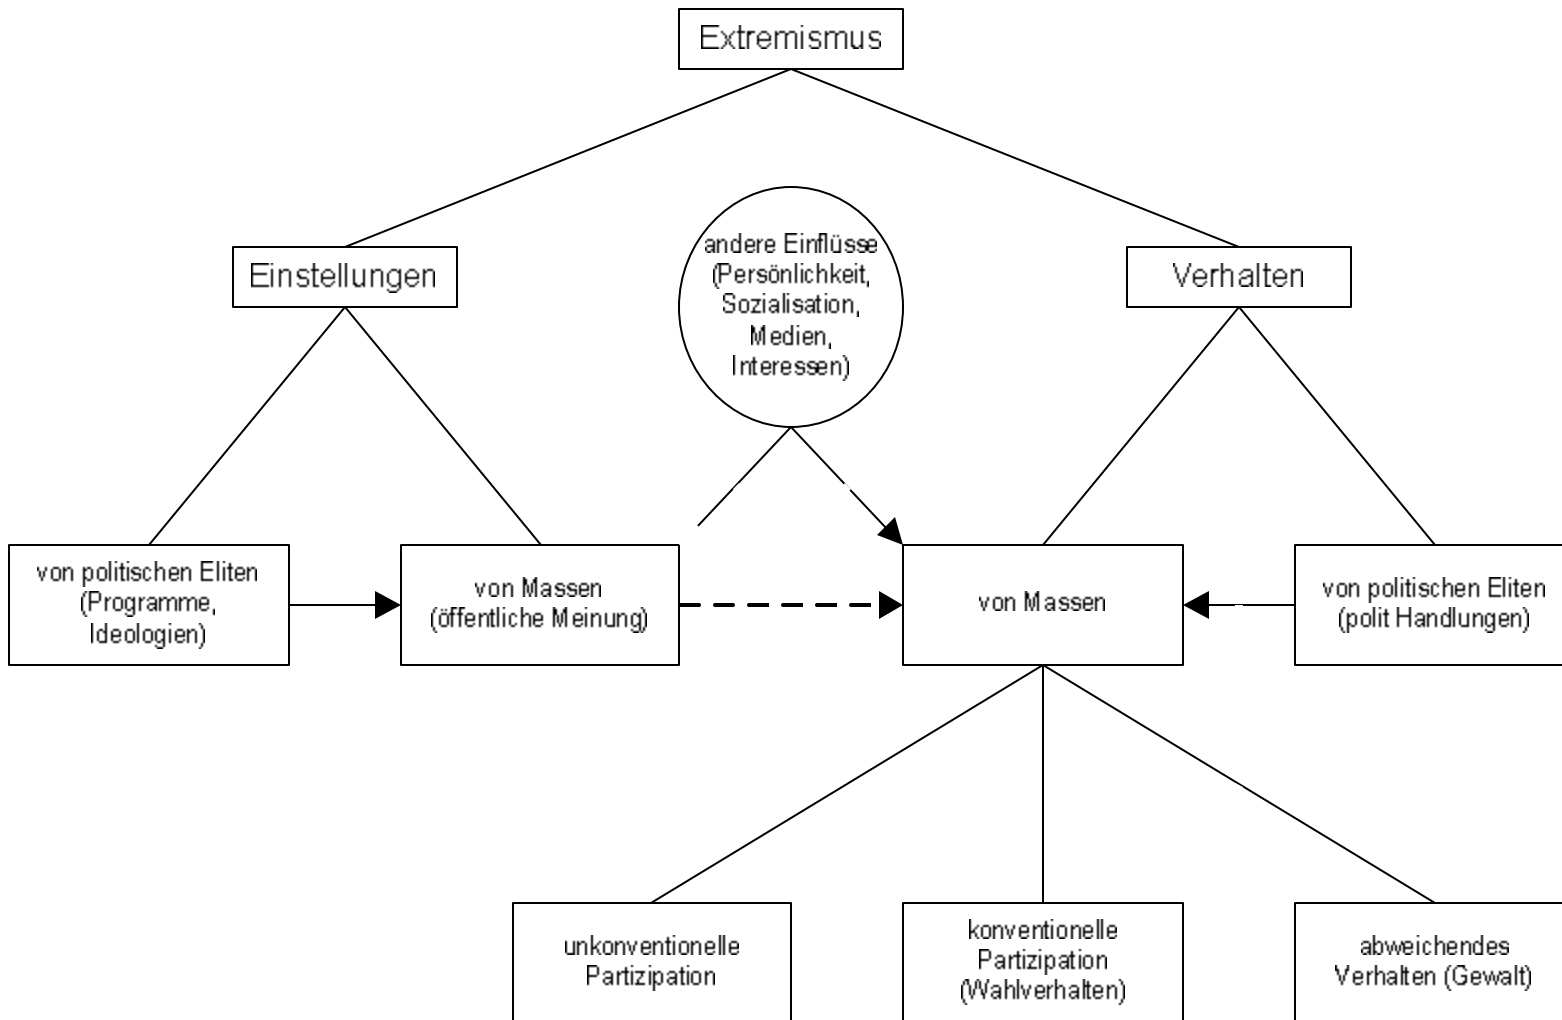 Extremismus
andere Einflüsse
(Persönlichkeit,
Sozialisation,
Medien,
Interessen)
Einstellungen
Verhalten
von politischen Eliten
(Programme,
Ideologien)
von Massen
(öffentliche Meinung)
von Massen
von politischen Eliten
(polit Handlungen)
unkonventionelle
Partizipation
konventionelle
Partizipation
(Wahlverhalten)
abweichendes
Verhalten (Gewalt)